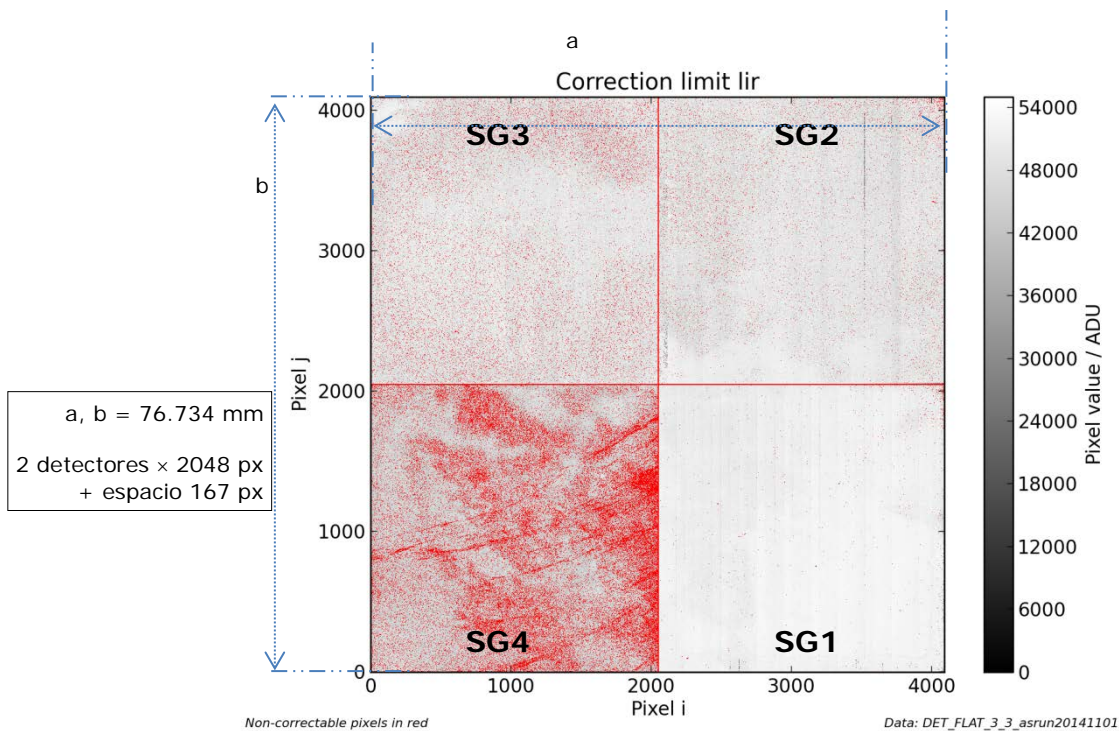 a
Correction limit lir
b
SG3
SG2
SG4
SG1
4000
3000
2000
1000
0
Pixel j
0
1000
2000
3000
4000
Pixel i
54000
48000
42000
36000
30000
24000
18000
12000
6000
0
Pixel value / ADU
a, b = 76.734 mm
2 detectores × 2048 px
+ espacio 167 px
Non-correctable pixels in red
Data: DET_FLAT_3_3_asrun20141101